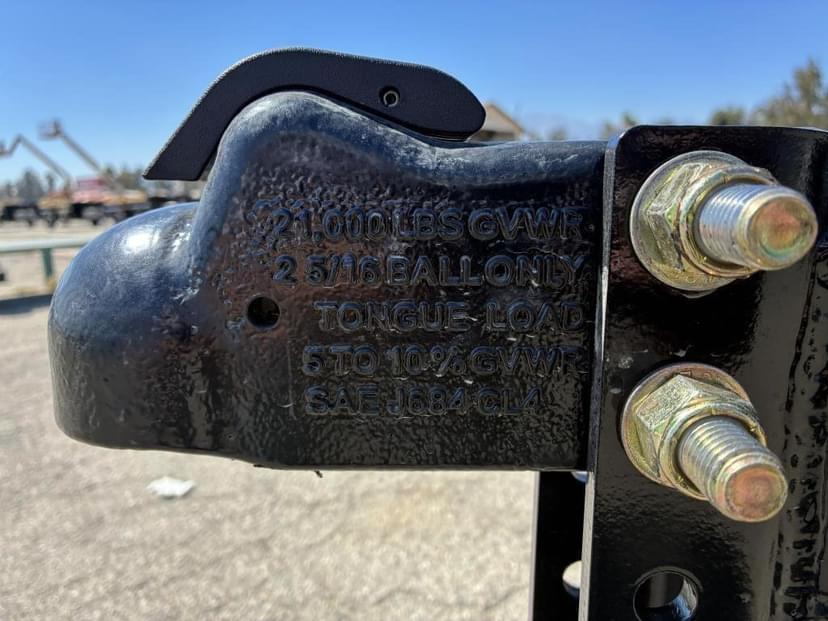 21,000 LBS GVWR
2 5/16 BALL ONLY
TONGUE LOAD
5 TO 10% GVWR
SAE J684 CL4